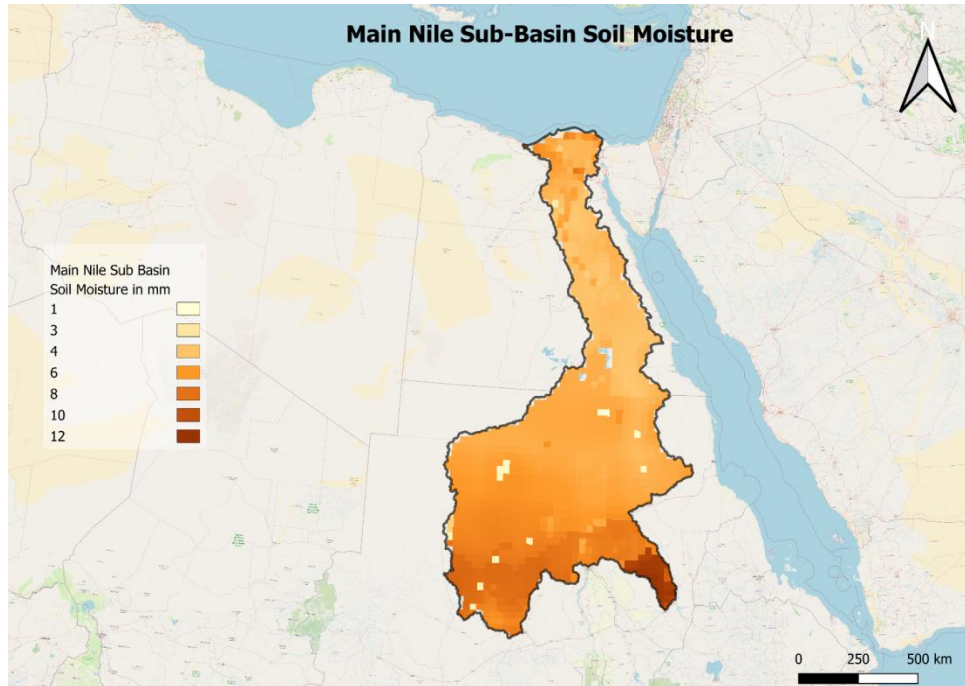 Main Nile Sub-Basin Soil Moisture
N
Main Nile Sub Basin
Soil Moisture in mm
1
3
4
6
8
10
12
0 250 500 km